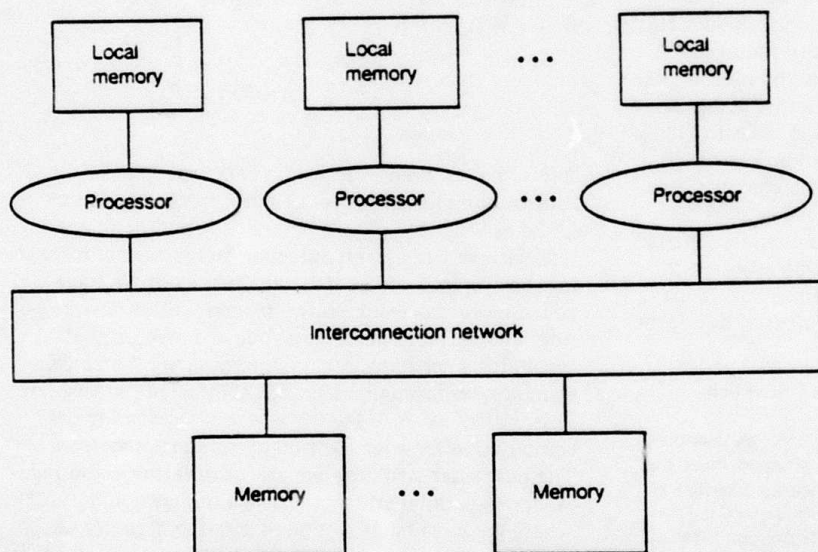 Local
memory
Local
memory
• • •
Local
memory
Processor
Processor
• • •
Processor
Interconnection network
Memory
• • •
Memory